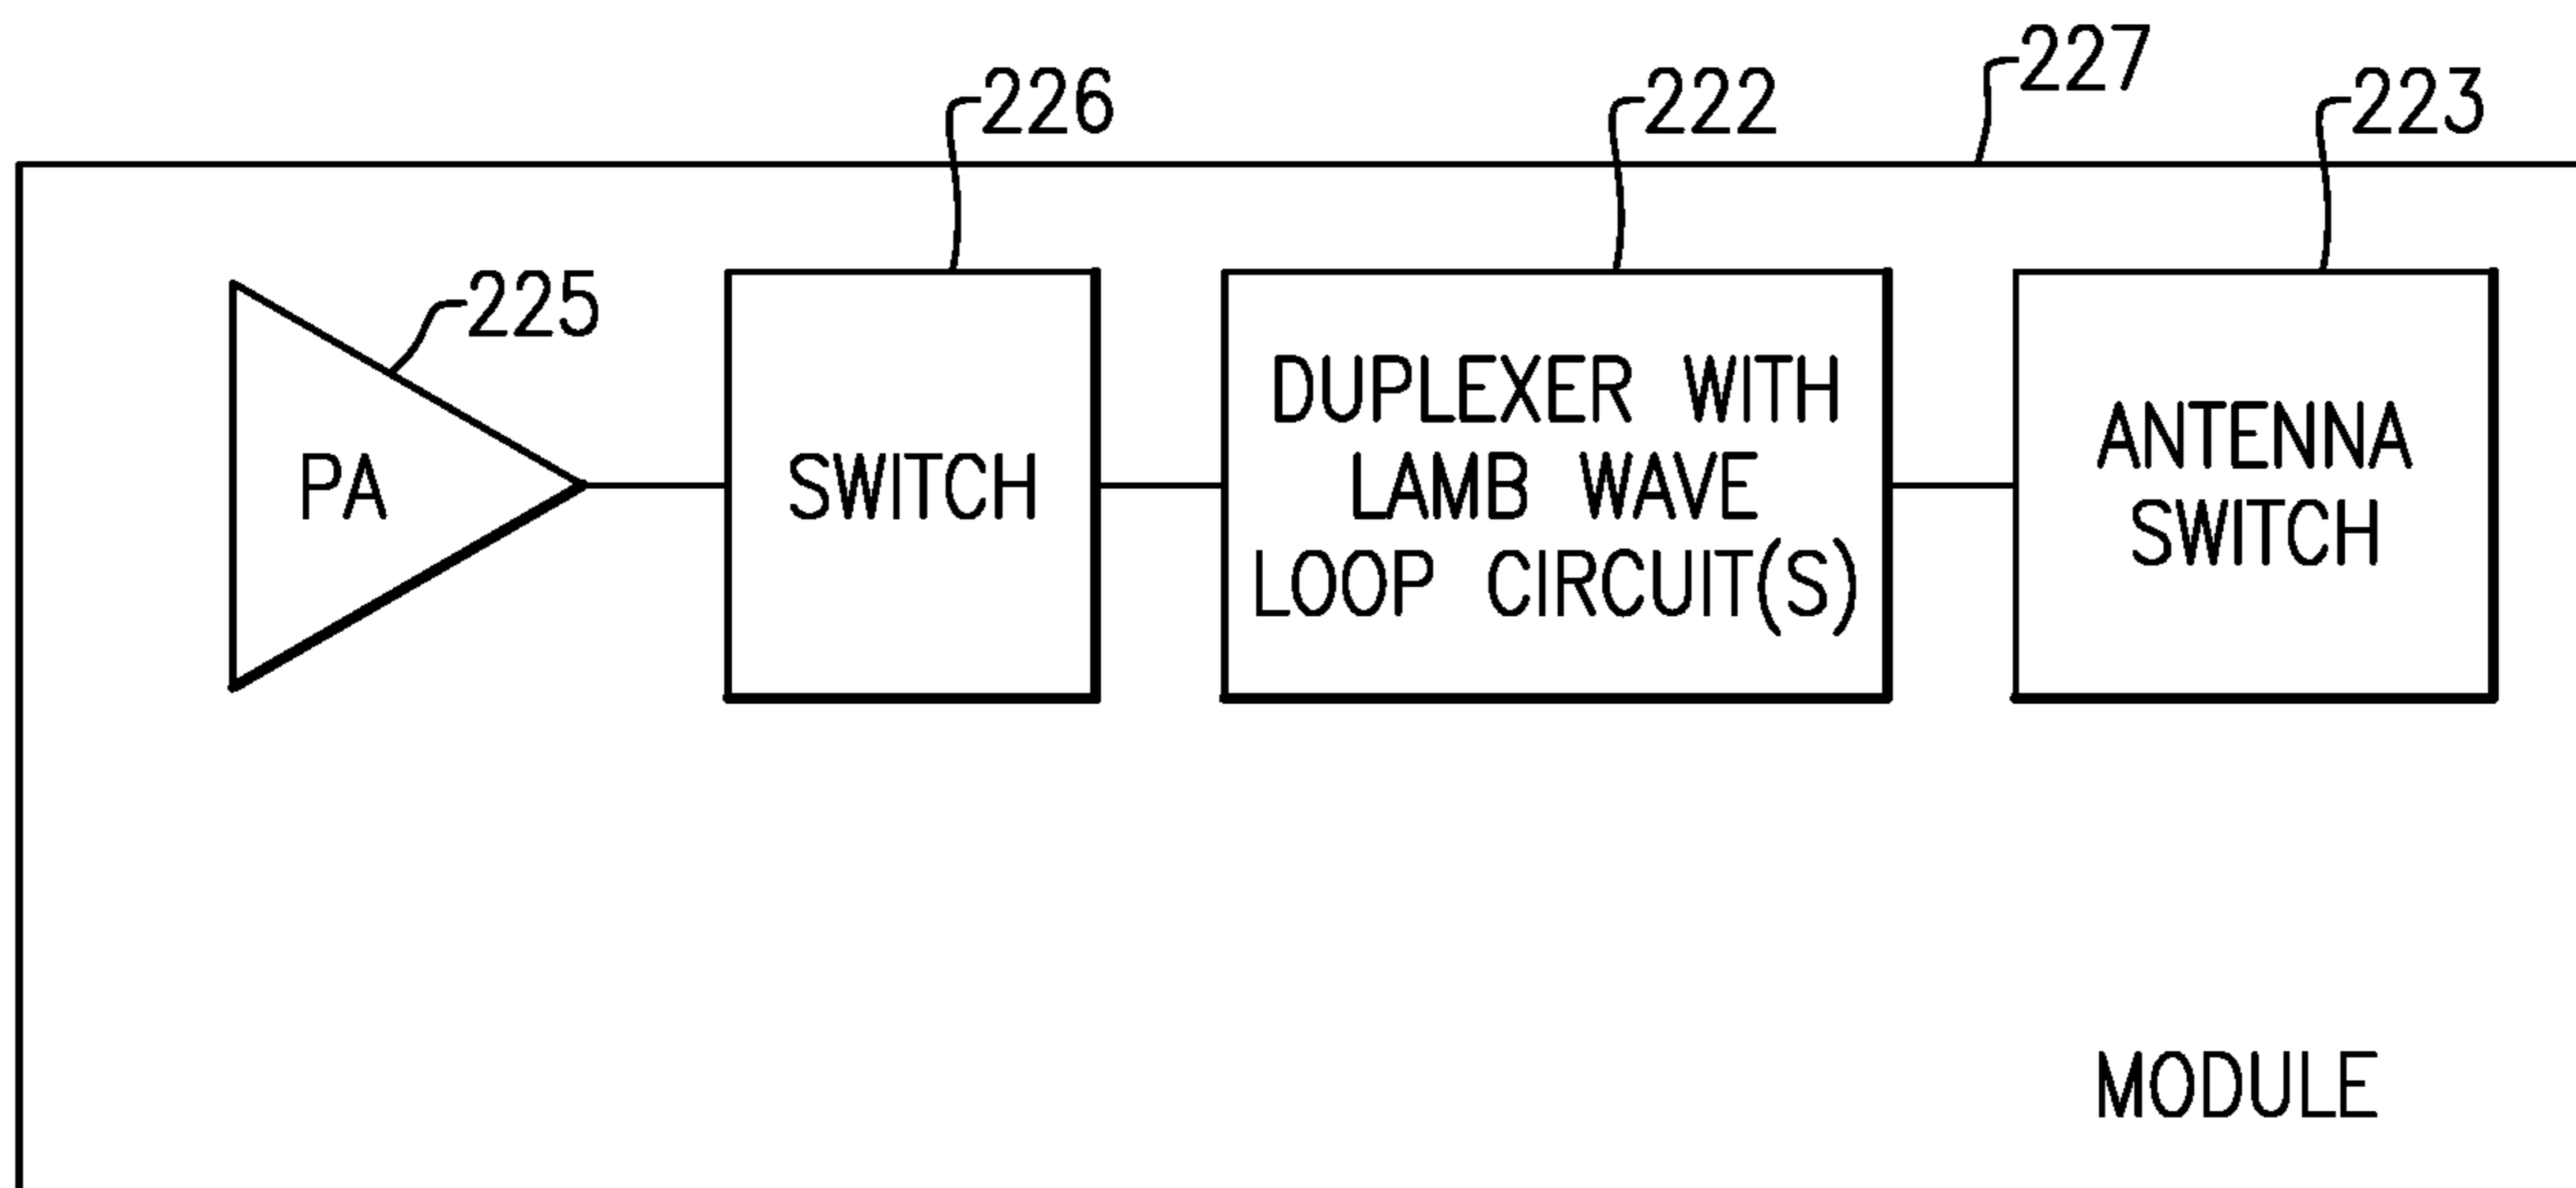 227
226
222
223
225
PA
SWITCH
DUPLEXER WITH
LAMB WAVE
LOOP CIRCUIT(S)
ANTENNA
SWITCH
MODULE